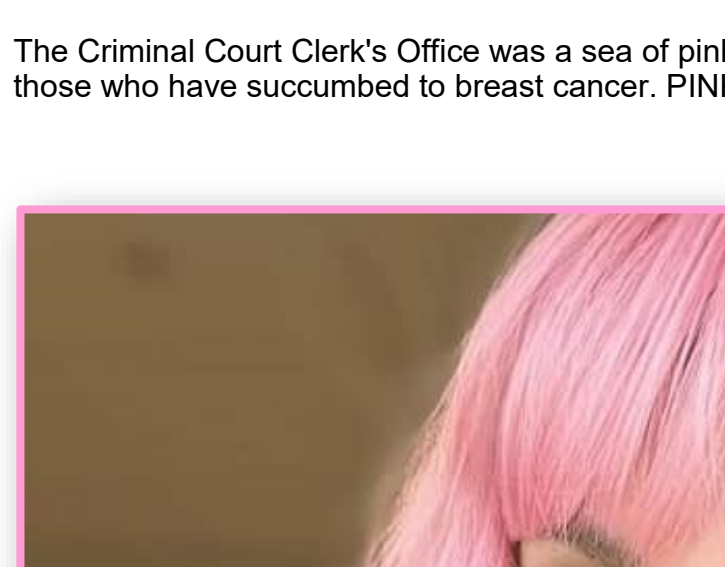 The Criminal Court Clerk's Office was a sea of
those who have succumbed to breast cancer.